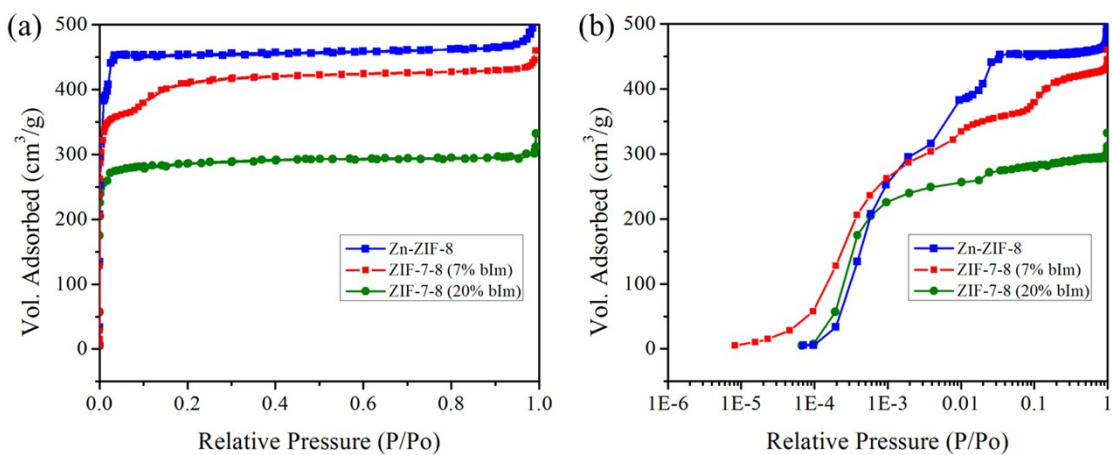 (a)
500
400
300
200
100
0
Vol. Adsorbed (cm³/g)
Zn-ZIF-8
ZIF-7-8 (7% bIm)
ZIF-7-8 (20% bIm)
0.0 0.2 0.4 0.6 0.8 1.0
Relative Pressure (P/Po)
(b)
500
400
300
200
100
0
Vol. Adsorbed (cm³/g)
Zn-ZIF-8
ZIF-7-8 (7% bIm)
ZIF-7-8 (20% bIm)
1E-6 1E-5 1E-4 1E-3 0.01 0.1 1
Relative Pressure (P/Po)